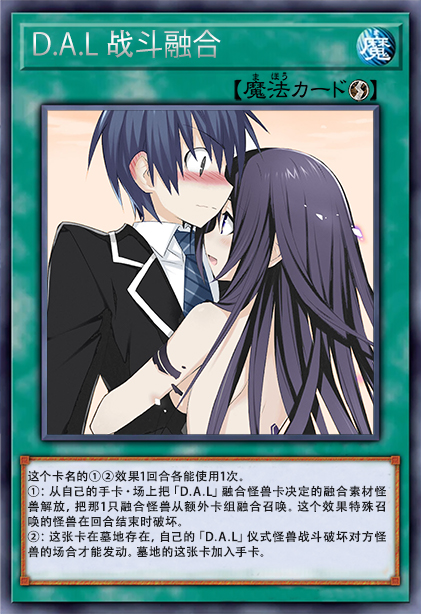 D.A.L 战斗融合
魔
【魔法カード】
まほう
这个卡名的①②效果1回合各能使用1次。
①：从自己的手卡·场上把「D.A.L」融合怪兽卡决定的融合素材怪
兽解放，把那1只融合怪兽从额外卡组融合召唤。这个效果特殊召
唤的怪兽在回合结束时破坏。
②：这张卡在墓地存在，自己的「D.A.L」仪式怪兽战斗破坏对方怪
兽的场合才能发动。墓地的这张卡加入手卡。